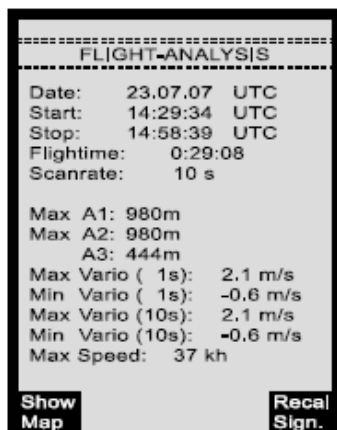 FLIGHT-ANALYSIS
Date: 23.07.07 UTC
Start: 14:29:34 UTC
Stop: 14:58:39 UTC
Flightime: 0:29:08
Scanrate: 10 s
Max A1: 980m
Max A2: 980m
A3: 444m
Max Vario ( 1s): 2.1 m/s
Min Vario ( 1s): -0.6 m/s
Max Vario (10s): 2.1 m/s
Min Vario (10s): -0.6 m/s
Max Speed: 37 kh
Show Recal
Map Sign.